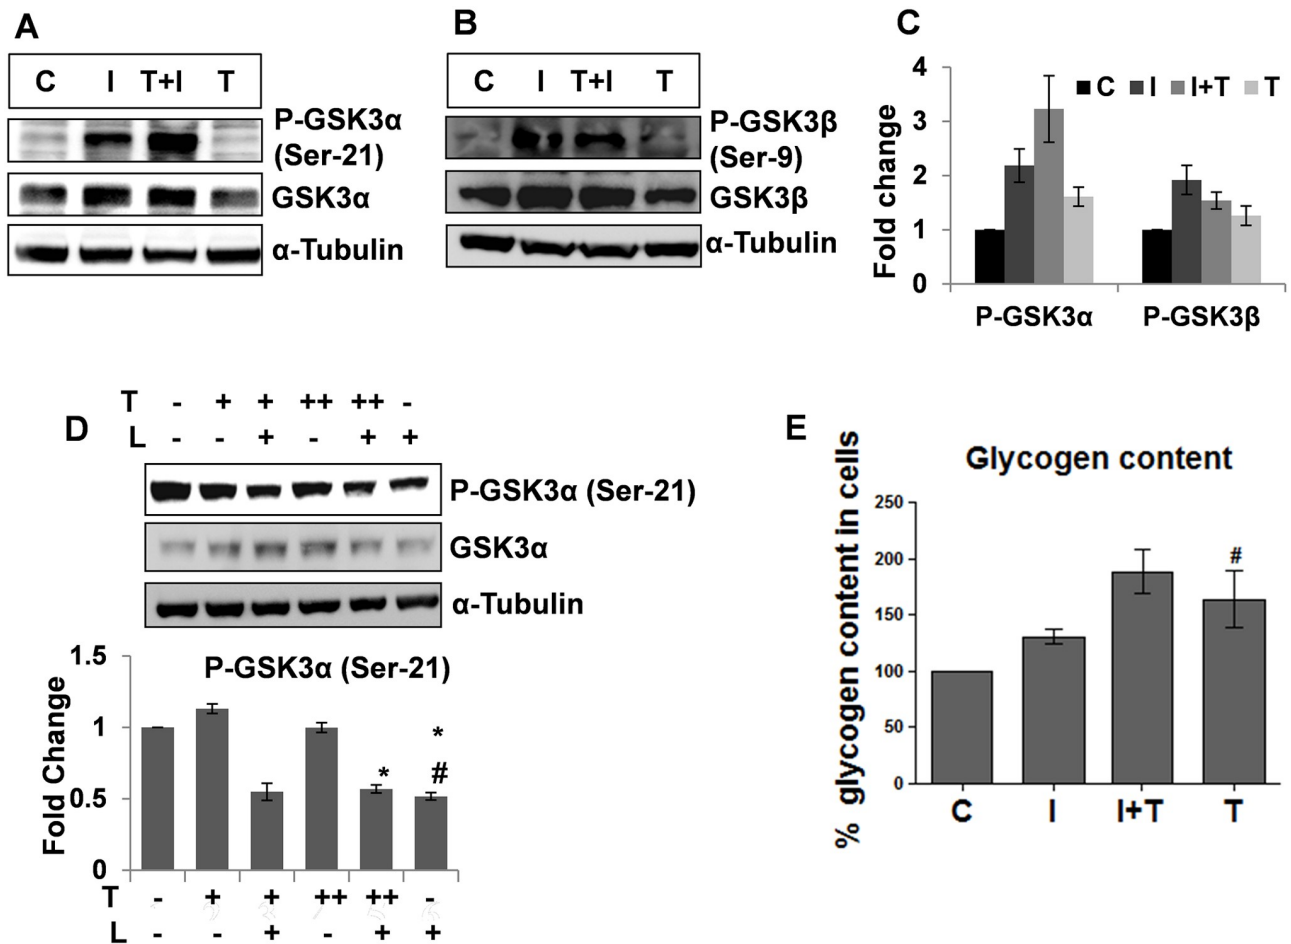 A
C I T+I T
P-GSK3α
(Ser-21)
GSK3α
α-Tubulin
B
C I T+I T
P-GSK3β
(Ser-9)
GSK3β
α-Tubulin
C
Fold change
4
3
2
1
0
C I I+T T
P-GSK3α P-GSK3β
D
T - + + ++ ++ -
L - - + - + +
P-GSK3α (Ser-21)
GSK3α
α-Tubulin
P-GSK3α (Ser-21)
Fold Change
1.5
1
0.5
0
*
*
#
T - + + ++ ++ -
L - - + - + +
E
Glycogen content
% glycogen content in cells
250
200
150
100
50
0
#
C I I+T T